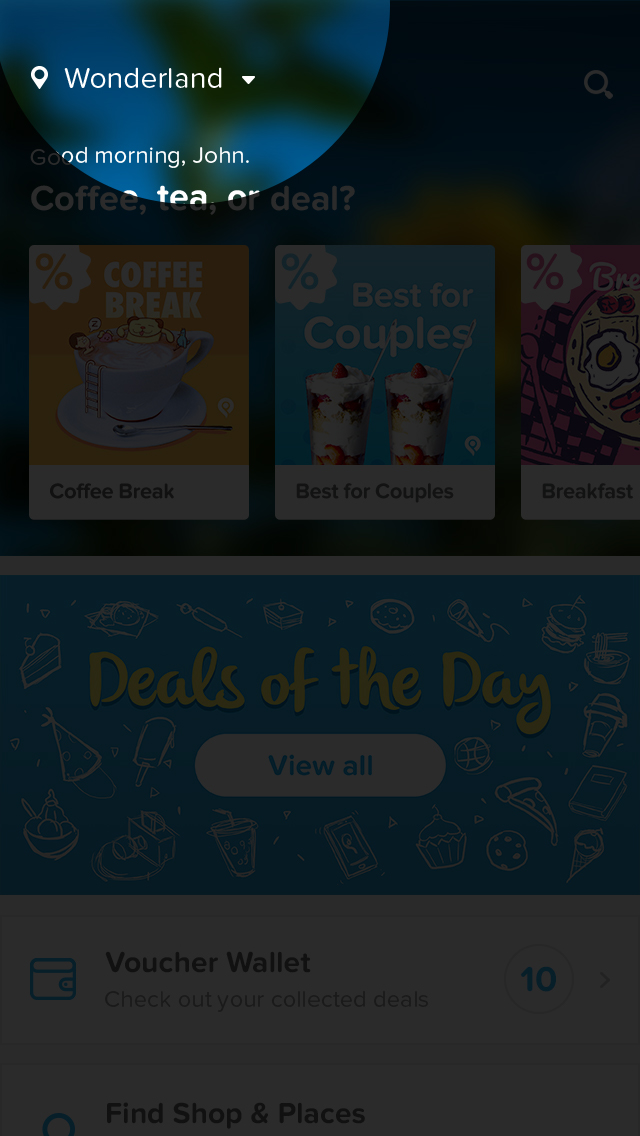 Wonderland
Good morning, John.
Coffee, tea, or deal?
%
COFFEE
BREAK
Coffee Break
%
Best for
Couples
Best for Couples
%
Bre
Breakfast
Deals of the Day
View all
Voucher Wallet
Check out your collected deals
10
Find Shop & Places